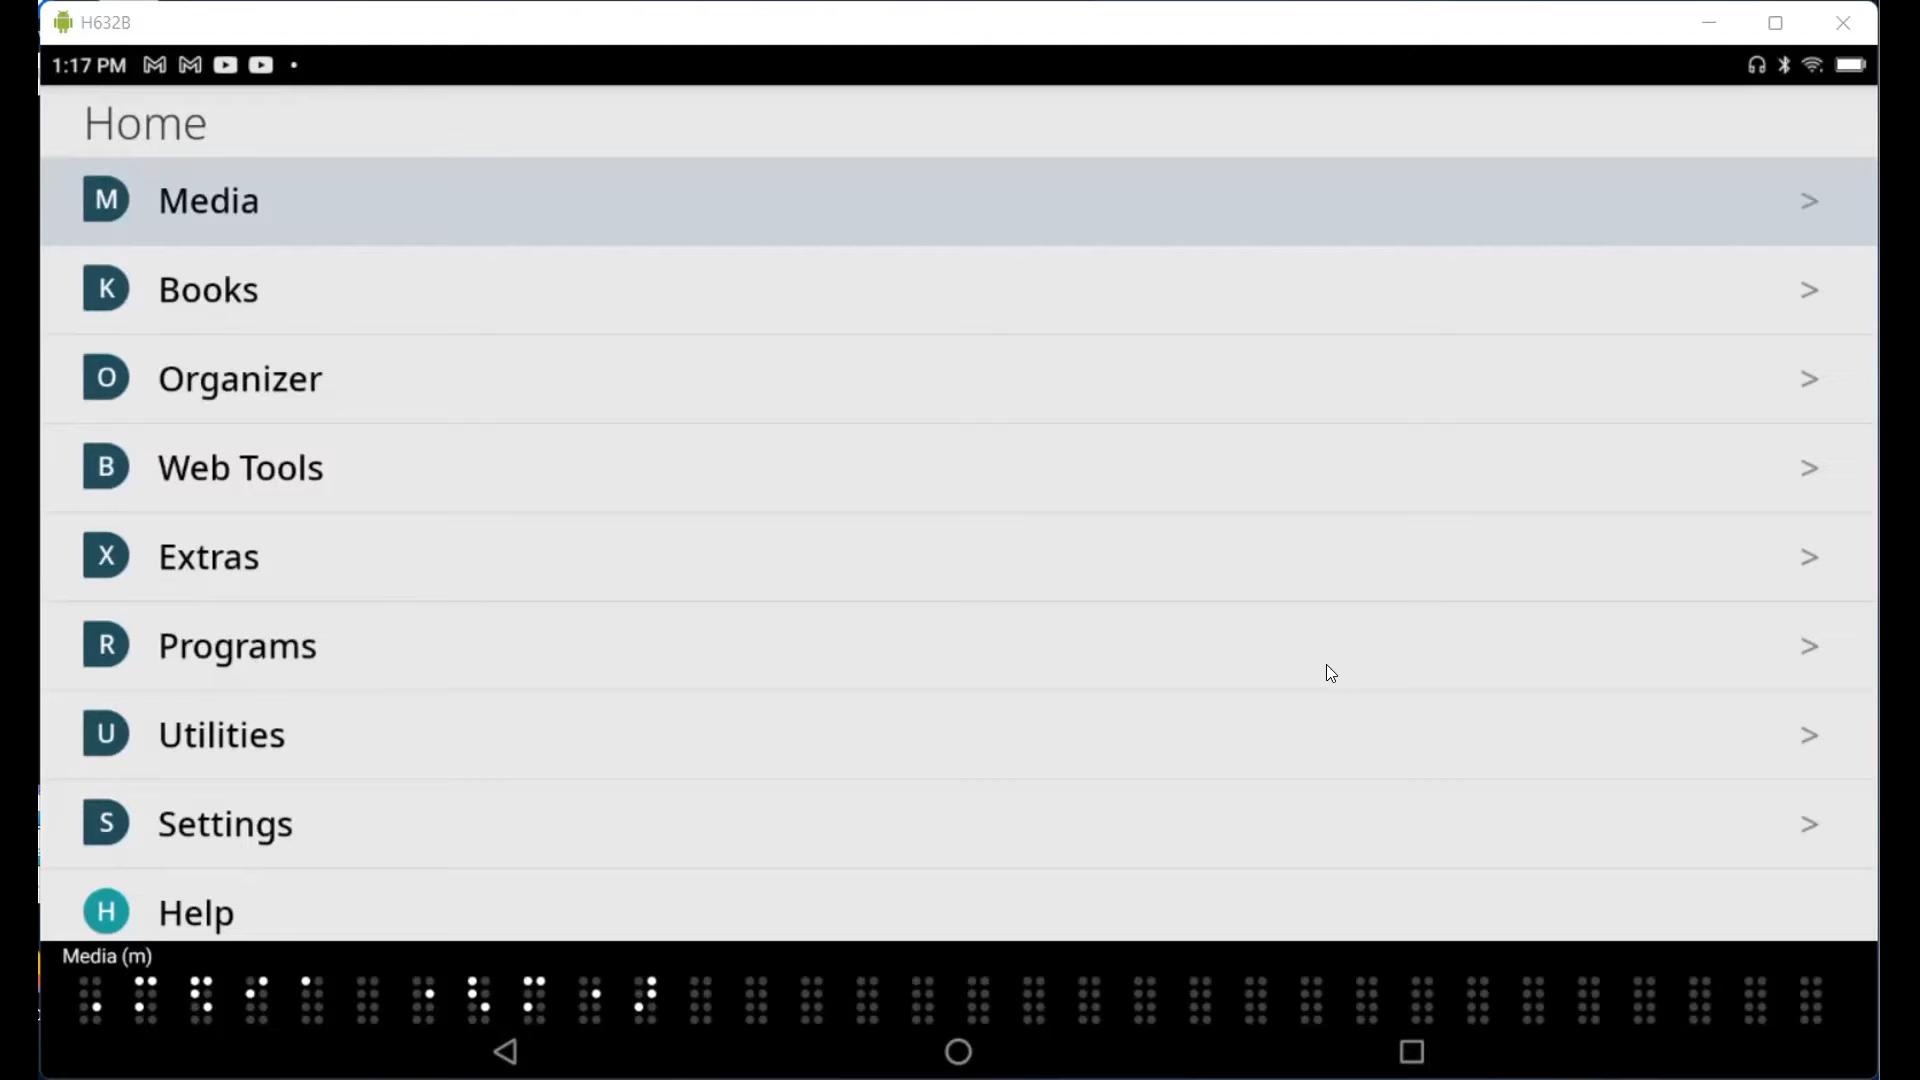 H632B
1:17 PM
Home
M Media >
K Books >
O Organizer >
B Web Tools >
X Extras >
R Programs >
U Utilities >
S Settings >
H Help
Media (m)
⠠⠍⠑⠙⠊⠁ ⠐⠣⠍⠐⠜